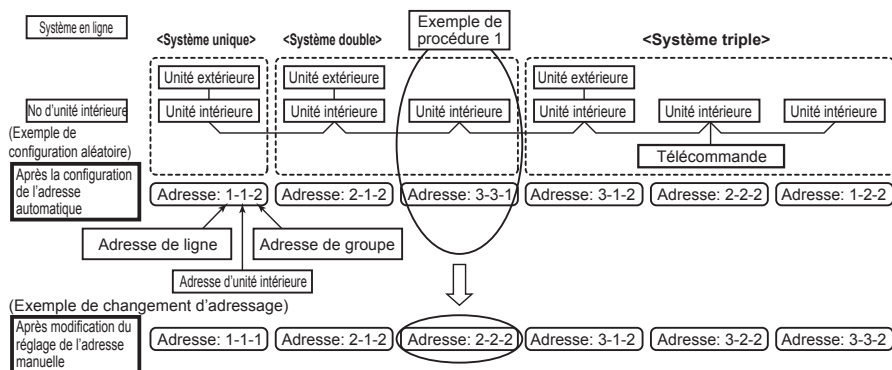 Système en ligne
<Système unique>
<Système double>
Exemple de
procédure 1
<Système triple>
Unité extérieure
Unité extérieure
Unité extérieure
No d'unité intérieure
Unité intérieure
Unité intérieure
Unité intérieure
Unité intérieure
Unité intérieure
Unité intérieure
(Exemple de
configuration aléatoire)
Télécommande
Après la configuration
de l'adresse
automatique
Adresse: 1-1-2
Adresse: 2-1-2
Adresse: 3-3-1
Adresse: 3-1-2
Adresse: 2-2-2
Adresse: 1-2-2
Adresse de ligne
Adresse de groupe
Adresse d'unité intérieure
(Exemple de changement d'adressage)
Après modification du
réglage de l'adresse
manuelle
Adresse: 1-1-1
Adresse: 2-1-2
Adresse: 2-2-2
Adresse: 3-1-2
Adresse: 3-2-2
Adresse: 3-3-2